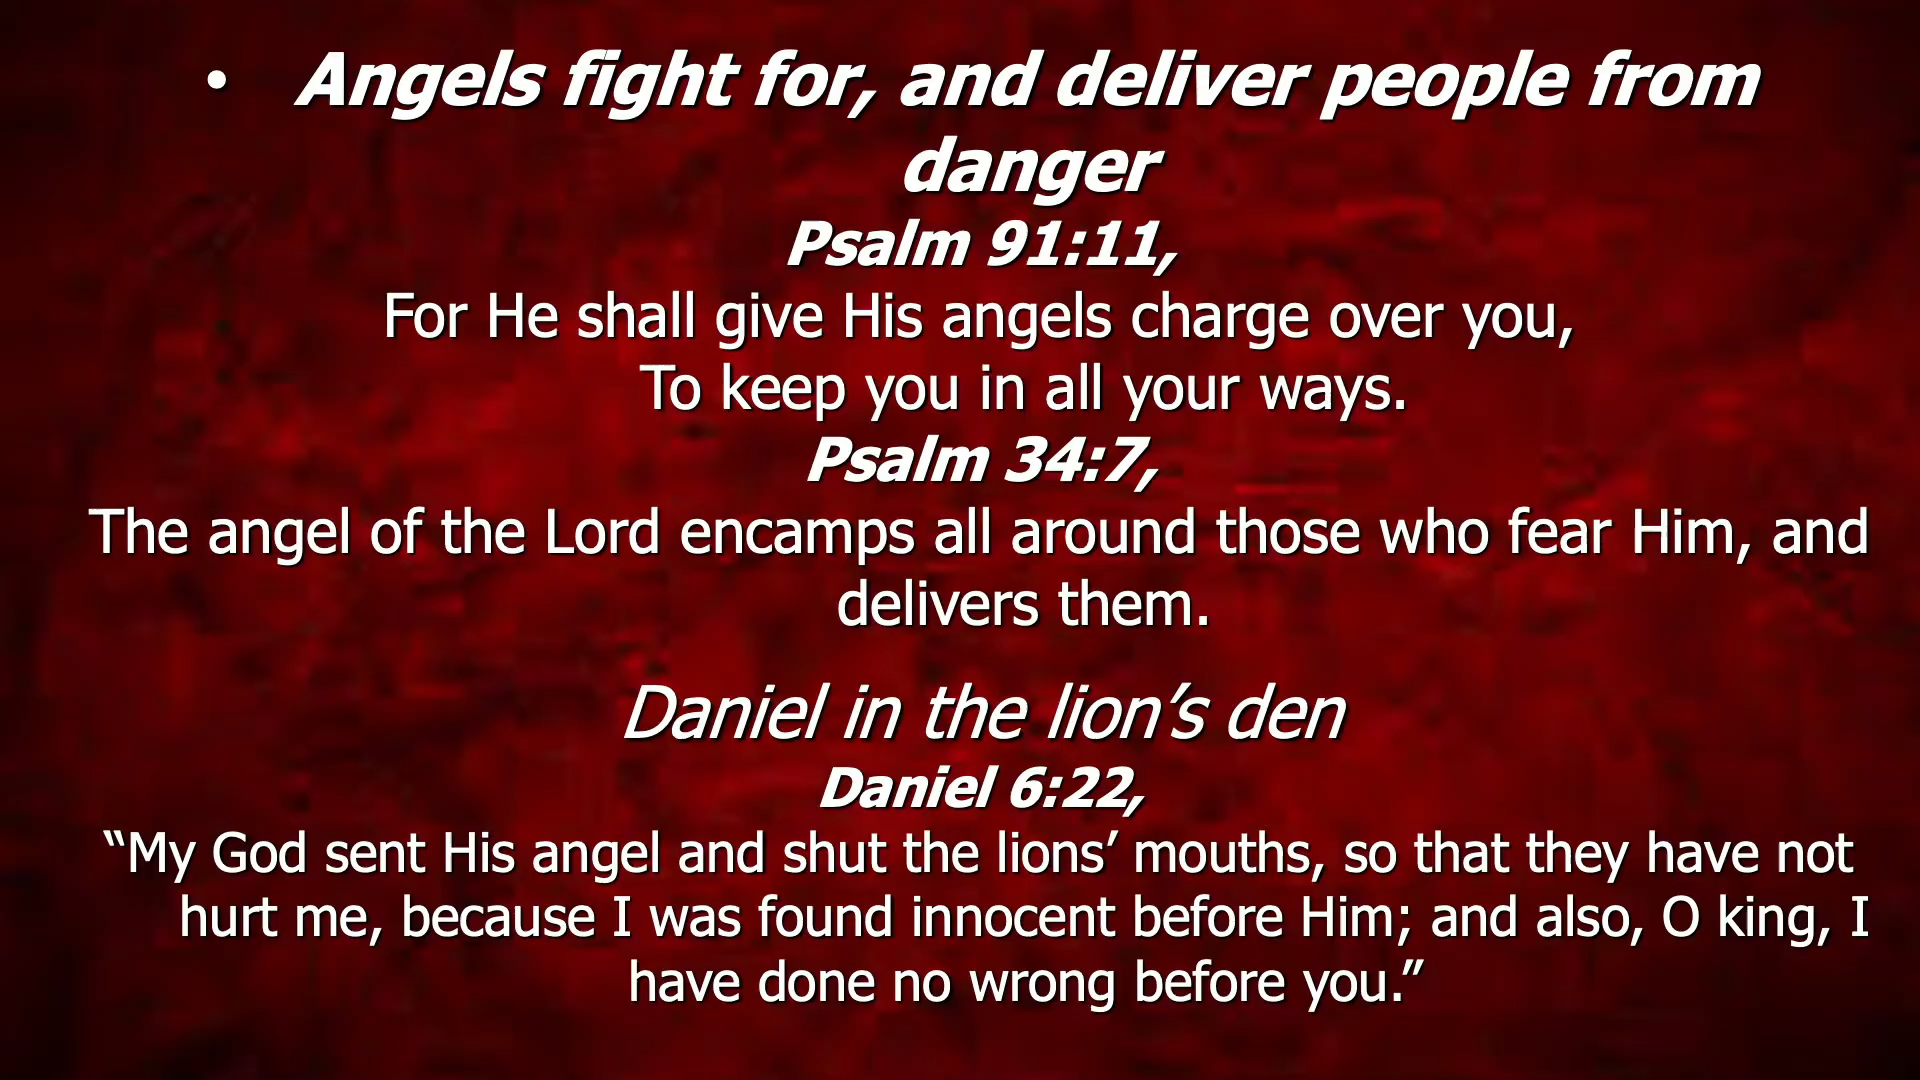 • Angels fight for, and deliver people from
danger
Psalm 91:11,
For He shall give His angels charge over you,
To keep you in all your ways.
Psalm 34:7,
The angel of the Lord encamps all around those who fear Him, and
delivers them.
Daniel in the lion’s den
Daniel 6:22,
“My God sent His angel and shut the lions’ mouths, so that they have not
hurt me, because I was found innocent before Him; and also, O king, I
have done no wrong before you.”